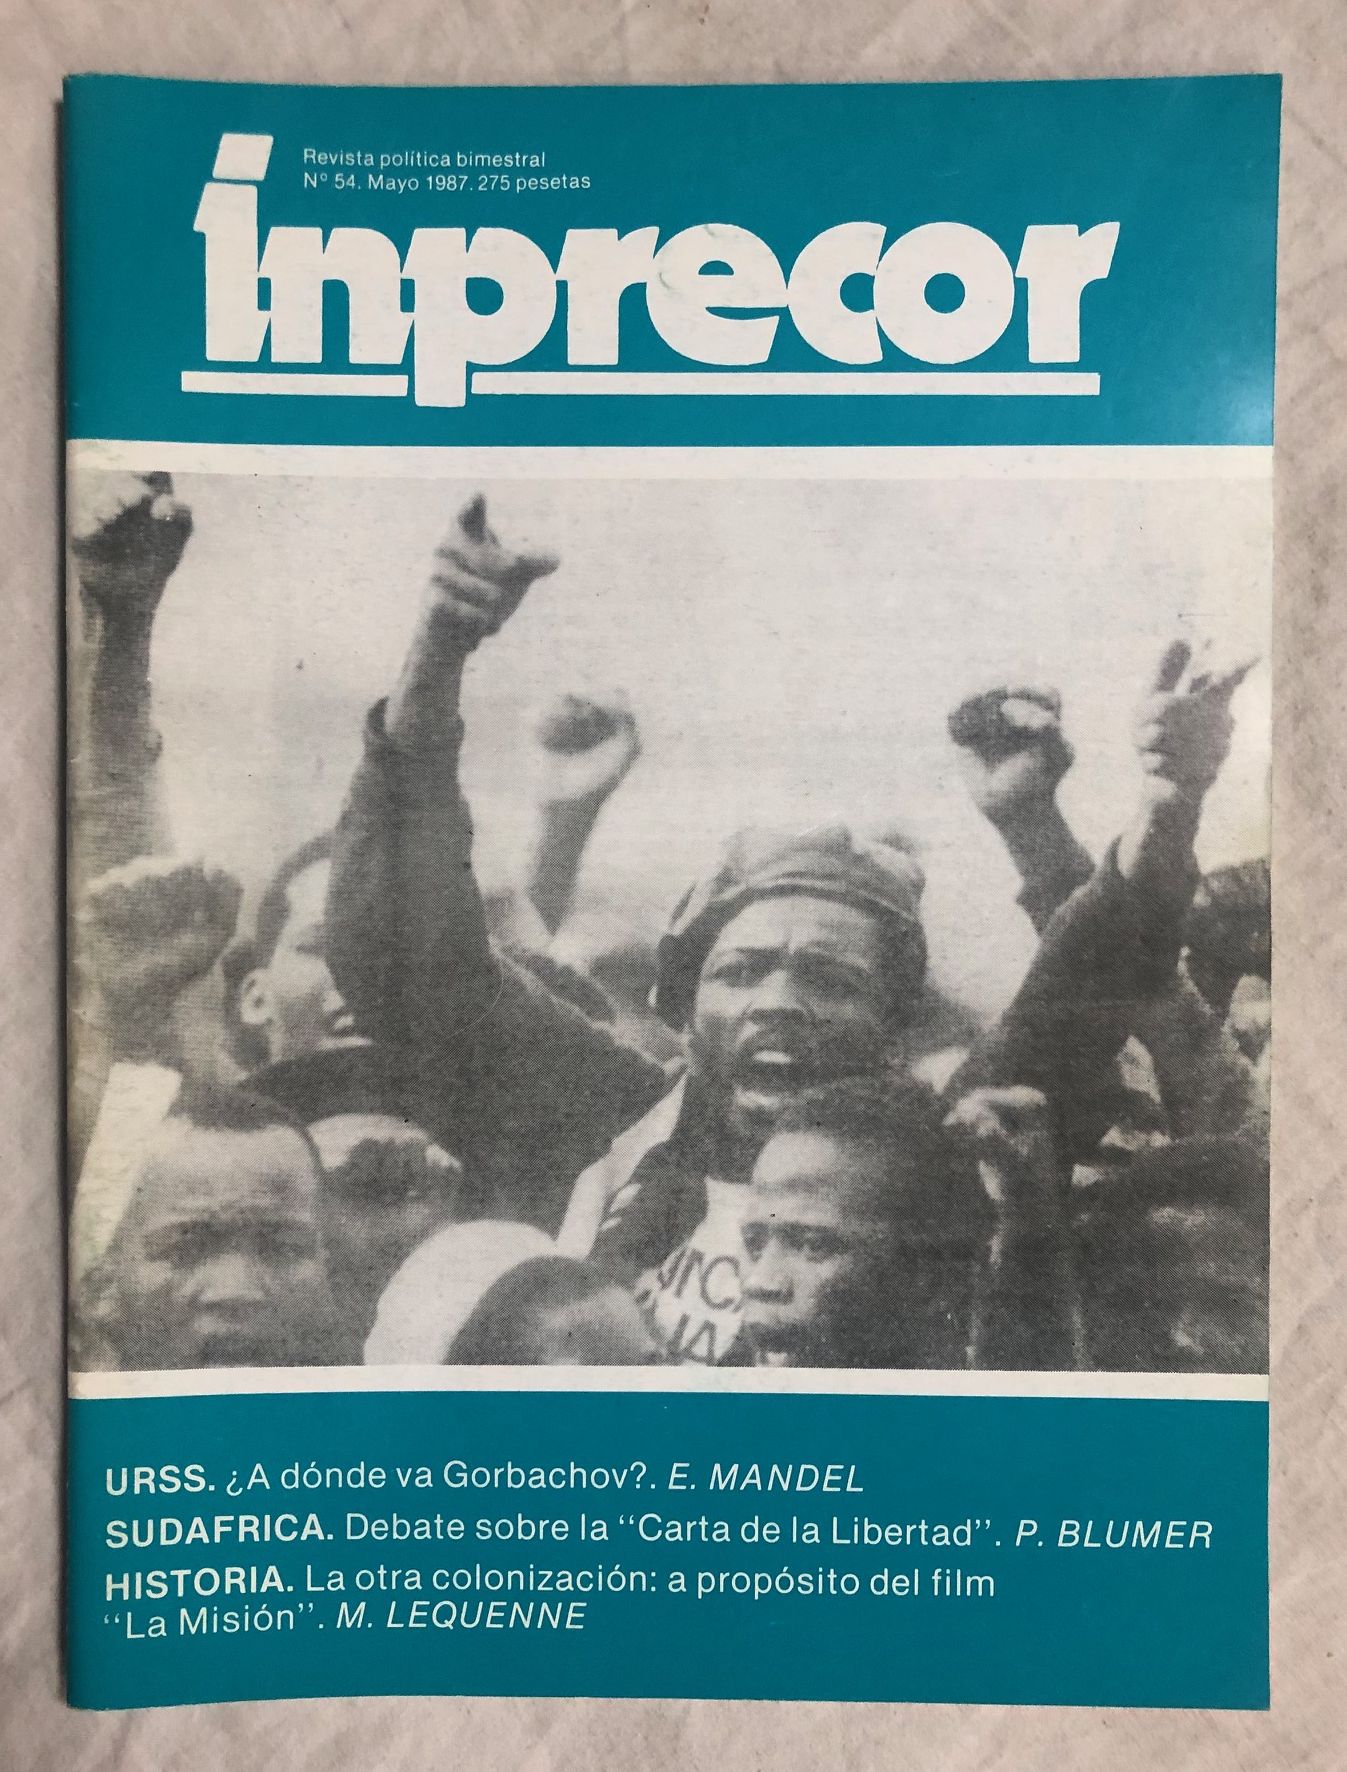 Revista política bimestral
Nº 54. Mayo 1987. 275 pesetas
inprecor
URSS. ¿A dónde va Gorbachov?. E. MANDEL
SUDAFRICA. Debate sobre la “Carta de la Libertad”. P. BLUMER
HISTORIA. La otra colonización: a propósito del film
“La Misión”. M. LEQUENNE